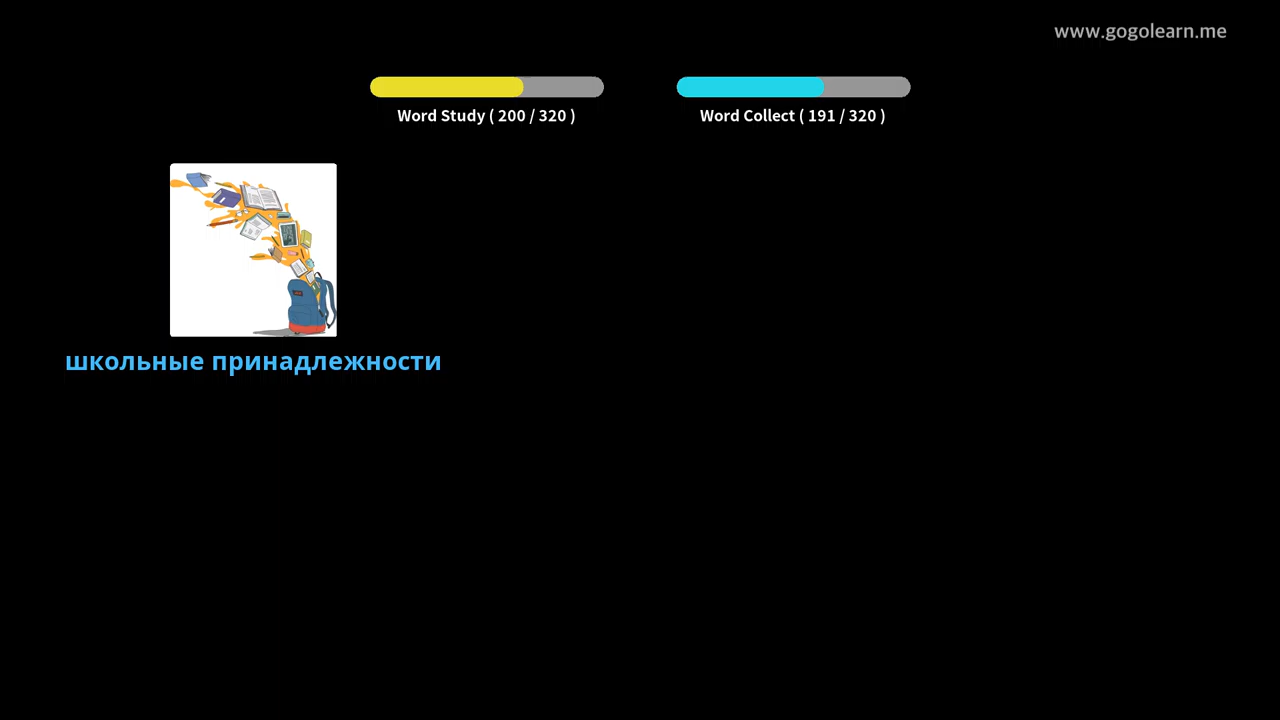 www.gogolearn.me
Word Study ( 200 / 320 )
Word Collect ( 191 / 320 )
школьные принадлежности